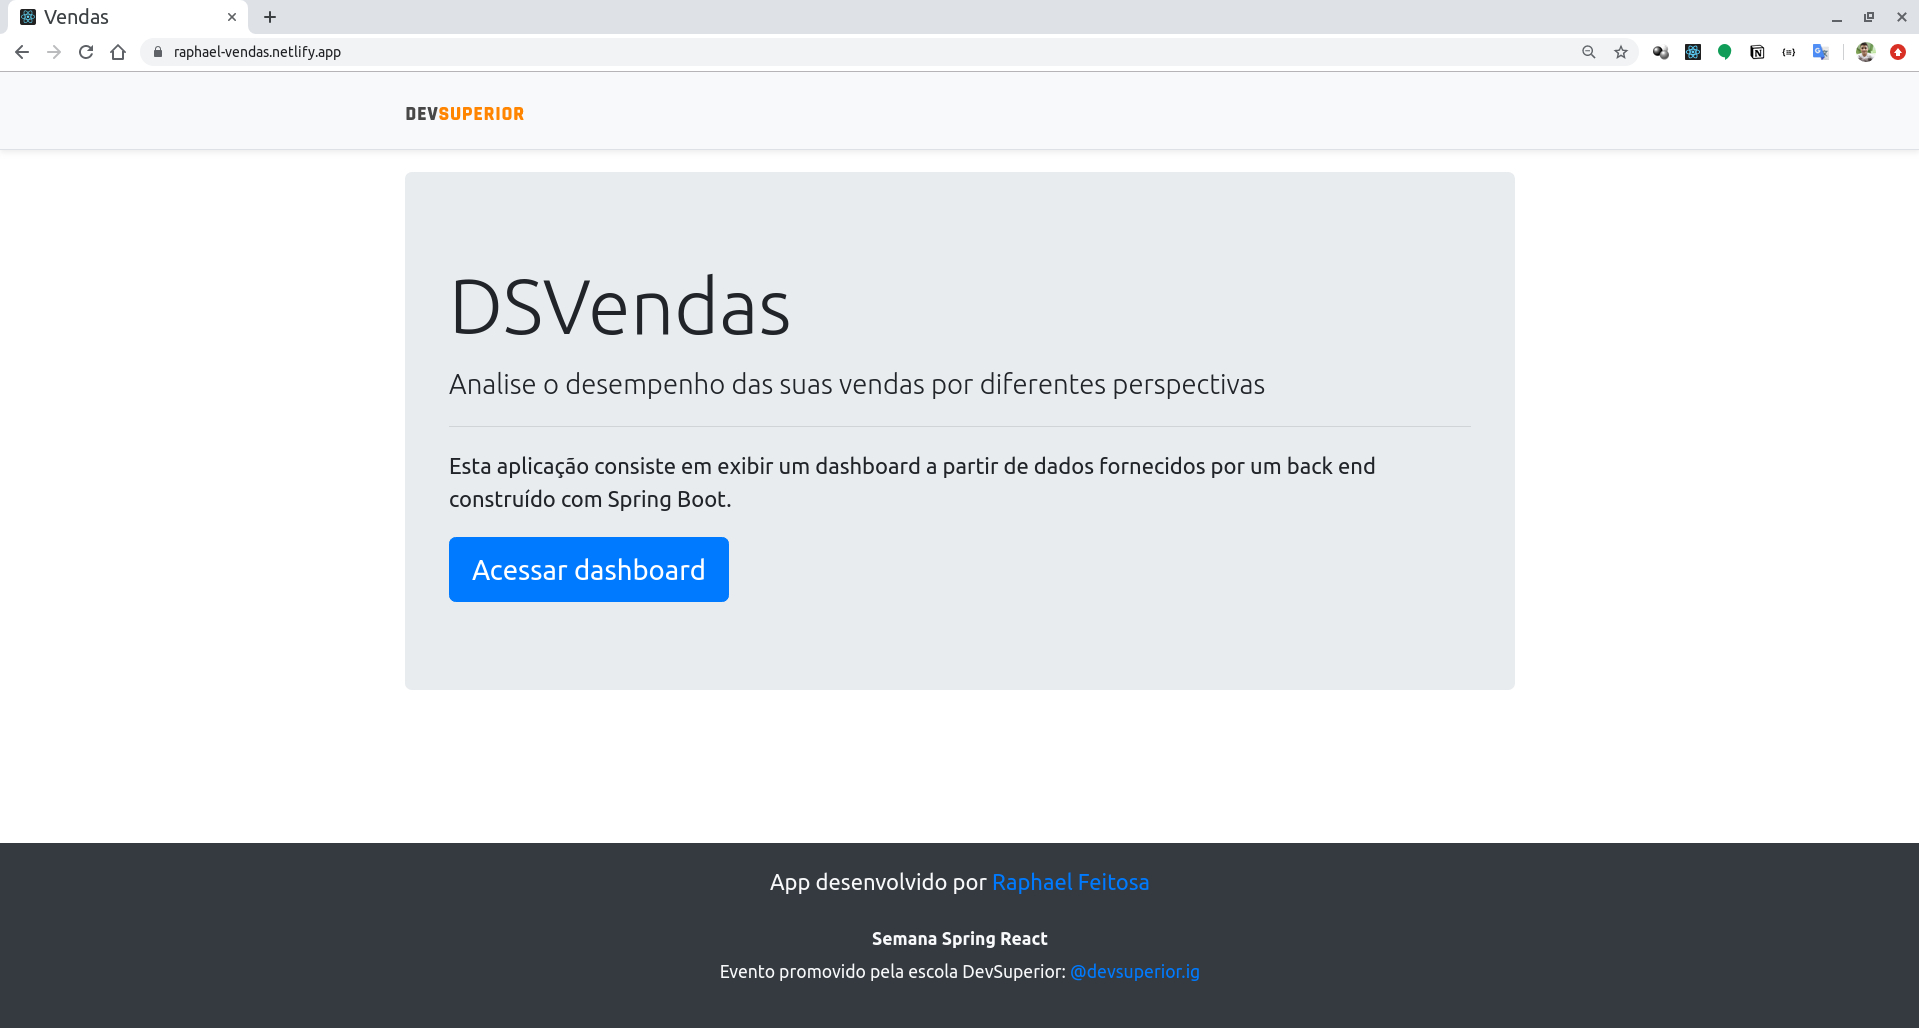 Vendas
raphael-vendas.netlify.app
DEVSUPERIOR
DSVendas
Analise o desempenho das suas vendas por diferentes perspectivas
Esta aplicação consiste em exibir um dashboard a partir de dados fornecidos por um back end
construído com Spring Boot.
Acessar dashboard
App desenvolvido por Raphael Feitosa
Semana Spring React
Evento promovido pela escola DevSuperior: @devsuperior.ig